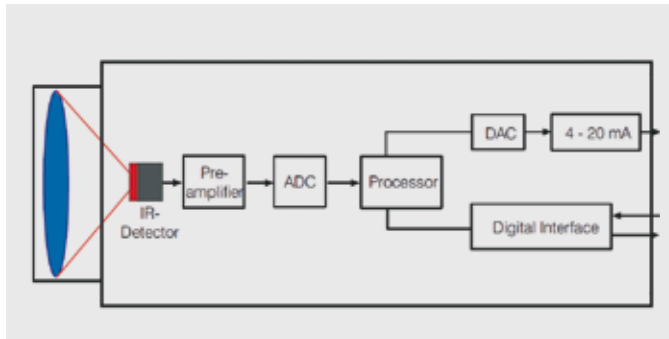 DAC
4 - 20 mA
Pre-
amplifier
ADC
Processor
IR-
Detector
Digital Interface